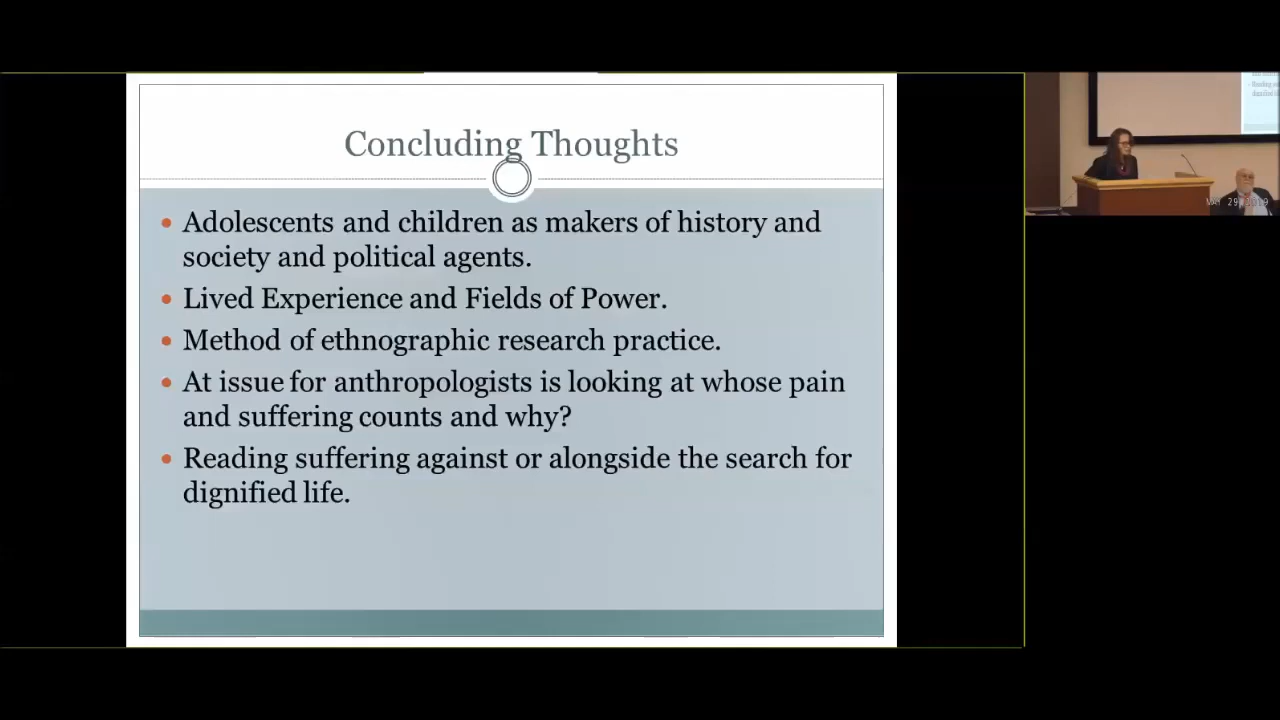 Concluding Thoughts
• Adolescents and children as makers of history and
society and political agents.
• Lived Experience and Fields of Power.
• Method of ethnographic research practice.
• At issue for anthropologists is looking at whose pain
and suffering counts and why?
• Reading suffering against or alongside the search for
dignified life.
MAY 29